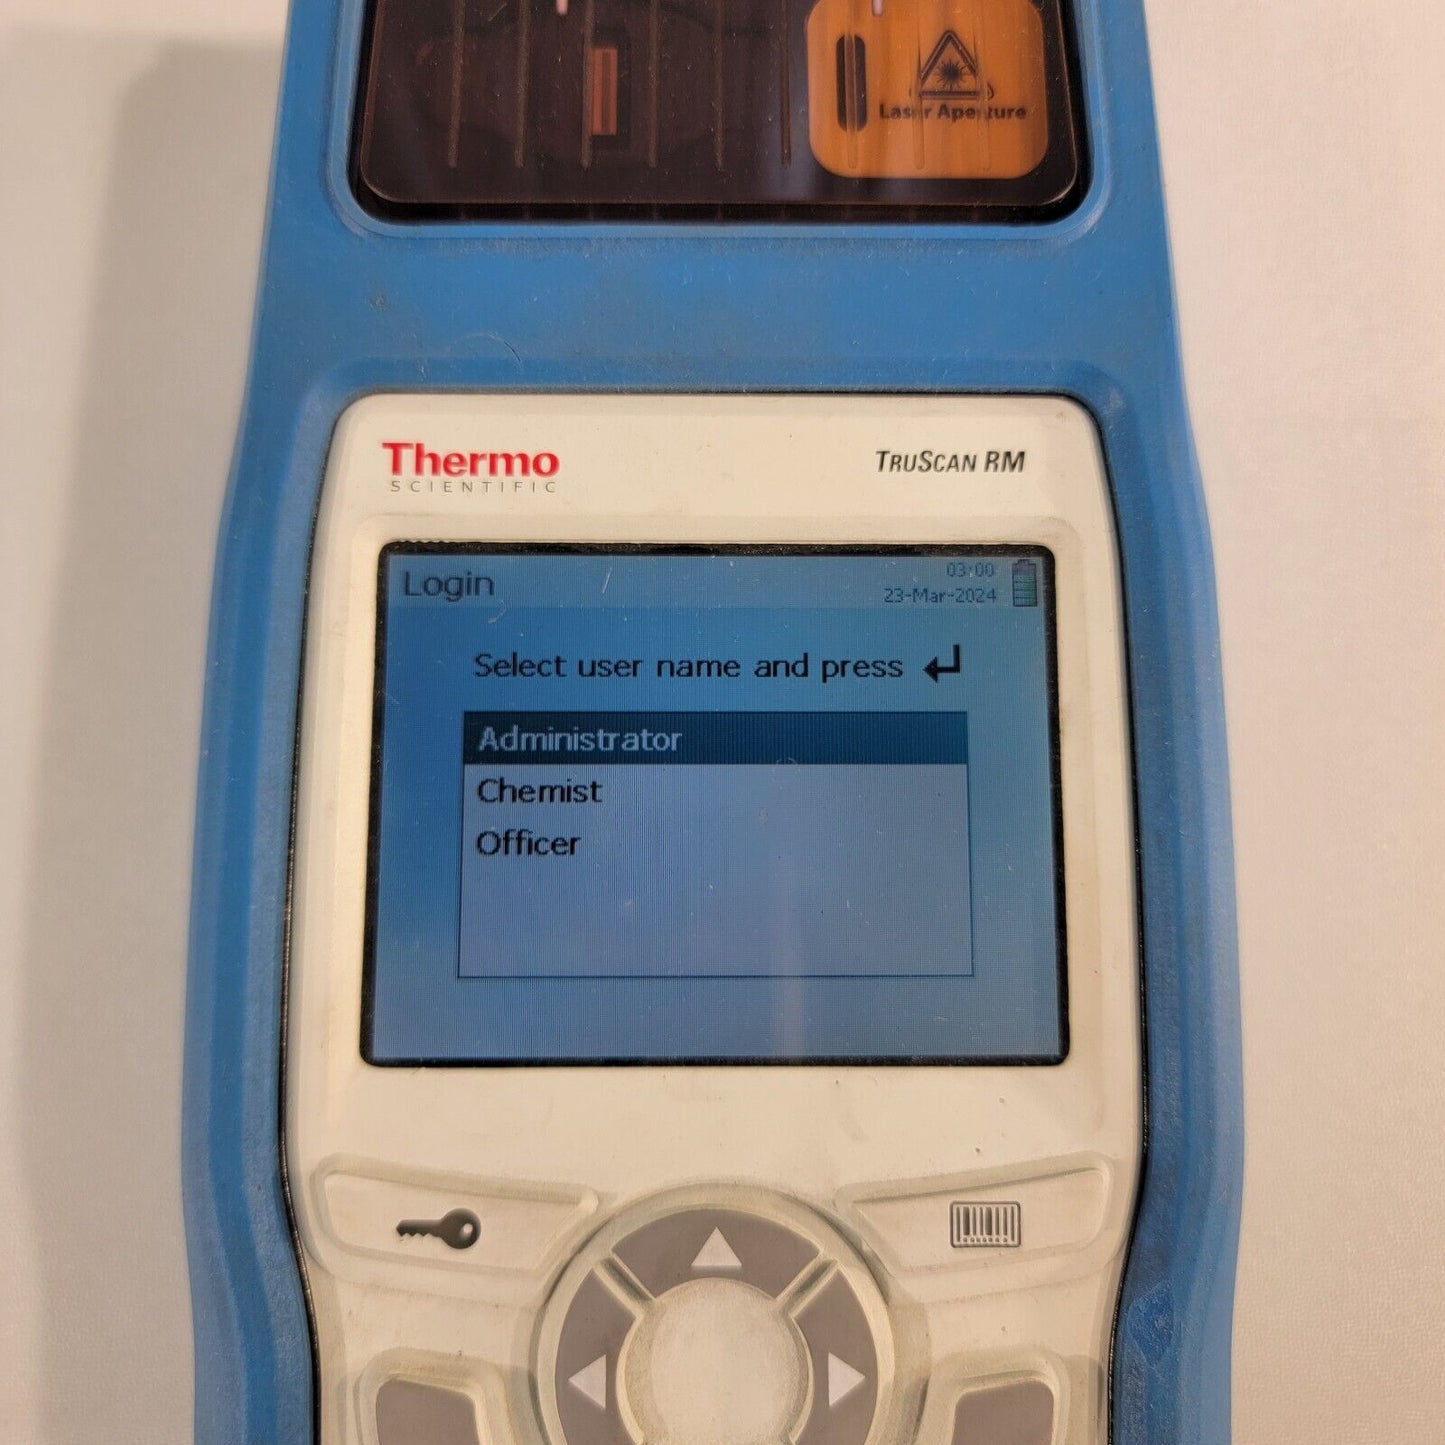 Laser Aperture
Thermo
SCIENTIFIC
TRUSCAN RM
Login
03:00
23-Mar-2024
Select user name and press
Administrator
Chemist
Officer